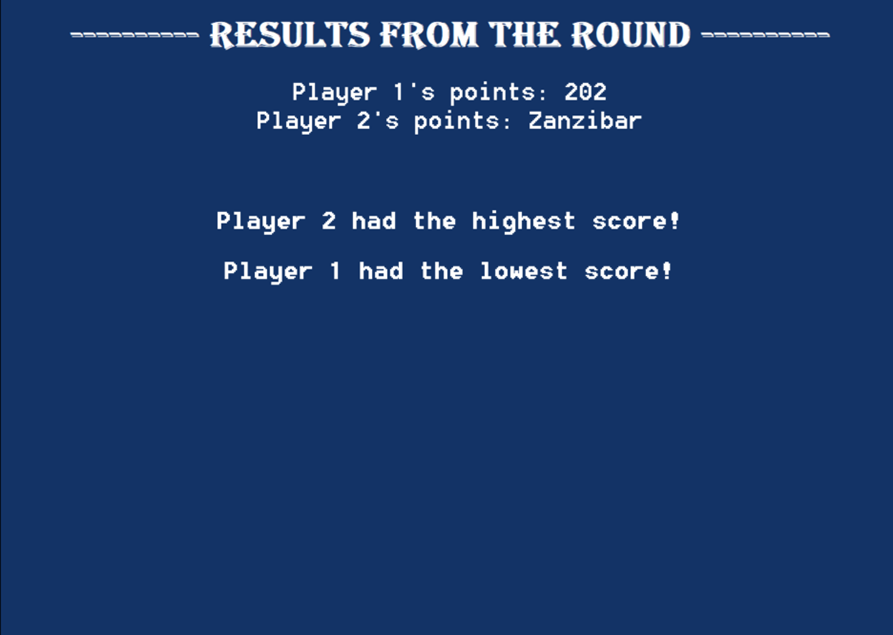 ~~~~~~~~~~ RESULTS FROM THE ROUND ~~~~~~~~~~
Player 1's points: 202
Player 2's points: Zanzibar
Player 2 had the highest score!
Player 1 had the lowest score!